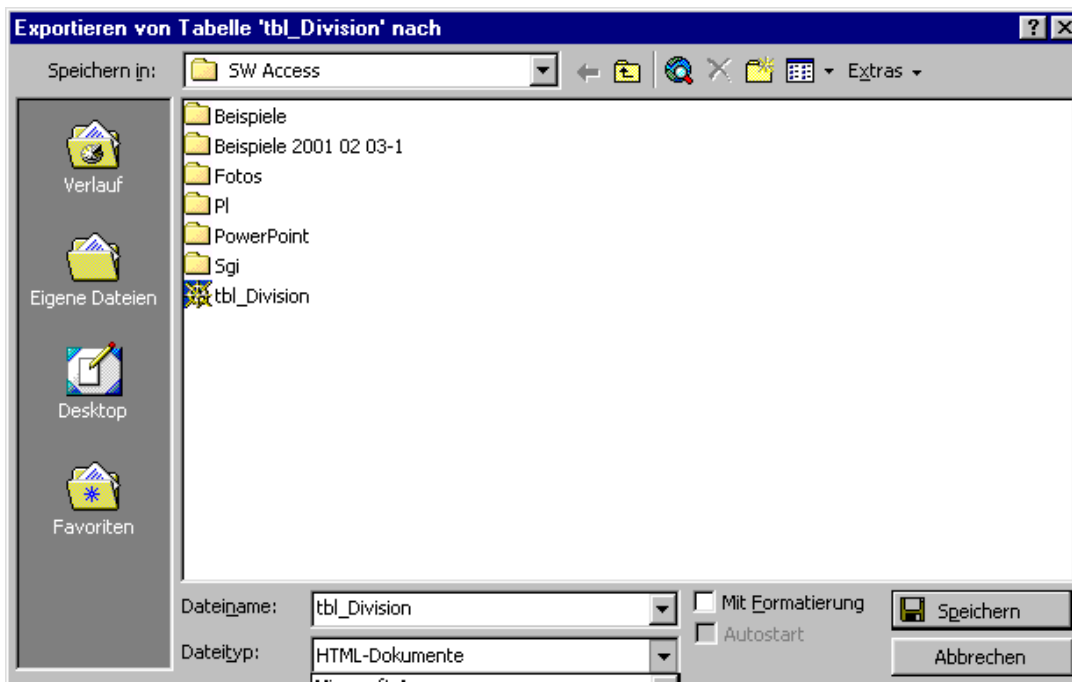 Exportieren von Tabelle 'tbl_Division' nach
Speichern in:
SW Access
Extras
Verlauf
Eigene Dateien
Desktop
Favoriten
Beispiele
Beispiele 2001 02 03-1
Fotos
Pl
PowerPoint
Sgi
tbl_Division
Dateiname:
tbl_Division
Mit Formatierung
Speichern
Autostart
Dateityp:
HTML-Dokumente
Abbrechen